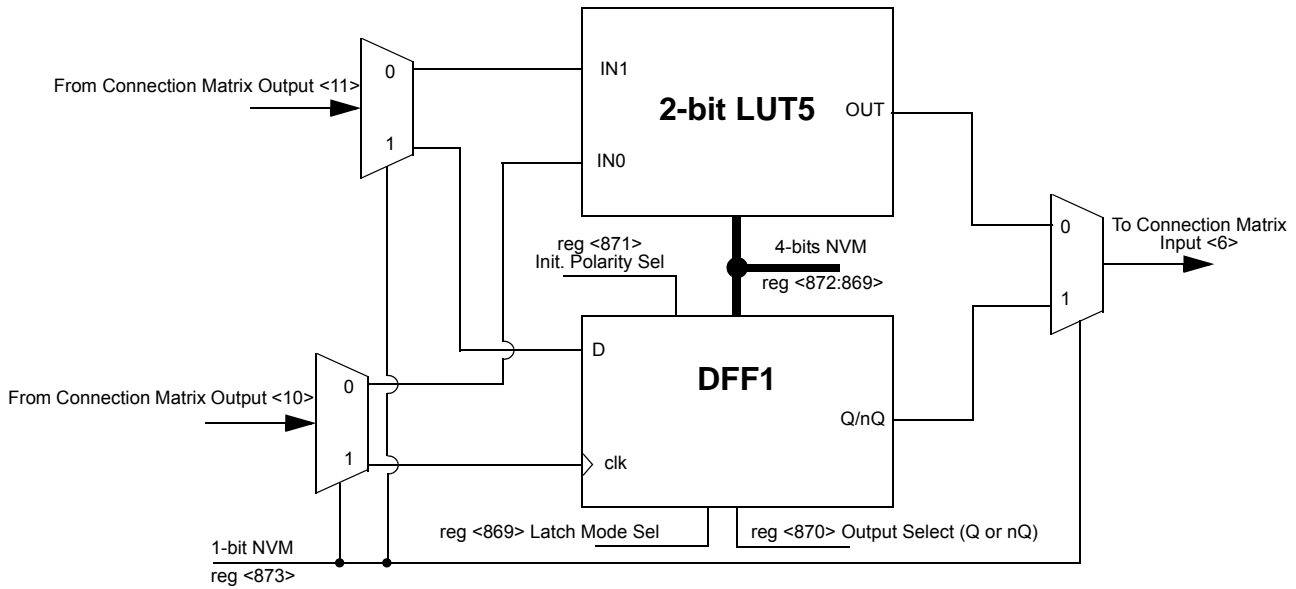 From Connection Matrix Output <11>
0
1
IN1
IN0
2-bit LUT5
OUT
reg <871>
Init. Polarity Sel
4-bits NVM
reg <872:869>
0
1
To Connection Matrix
Input <6>
From Connection Matrix Output <10>
0
1
D
clk
DFF1
Q/nQ
reg <869> Latch Mode Sel
reg <870> Output Select (Q or nQ)
1-bit NVM
reg <873>